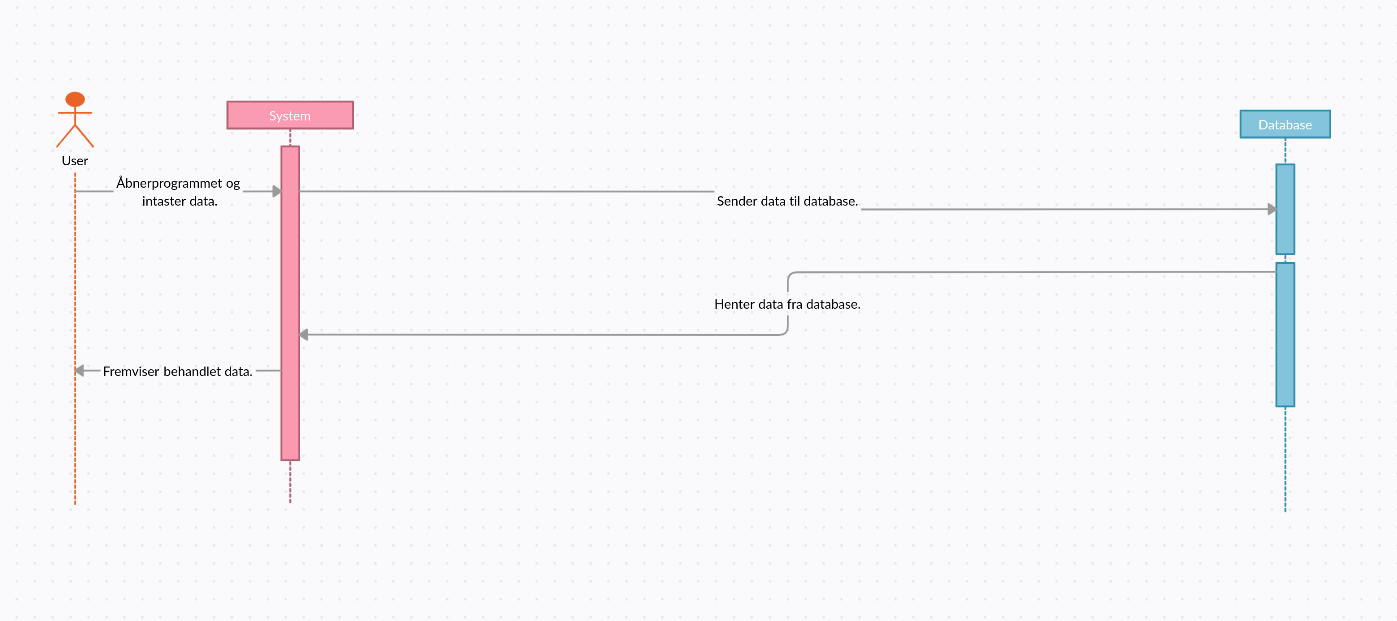 System
Database
User
Åbnerprogrammet og
intaster data.
Sender data til database.
Henter data fra database.
Fremviser behandlet data.